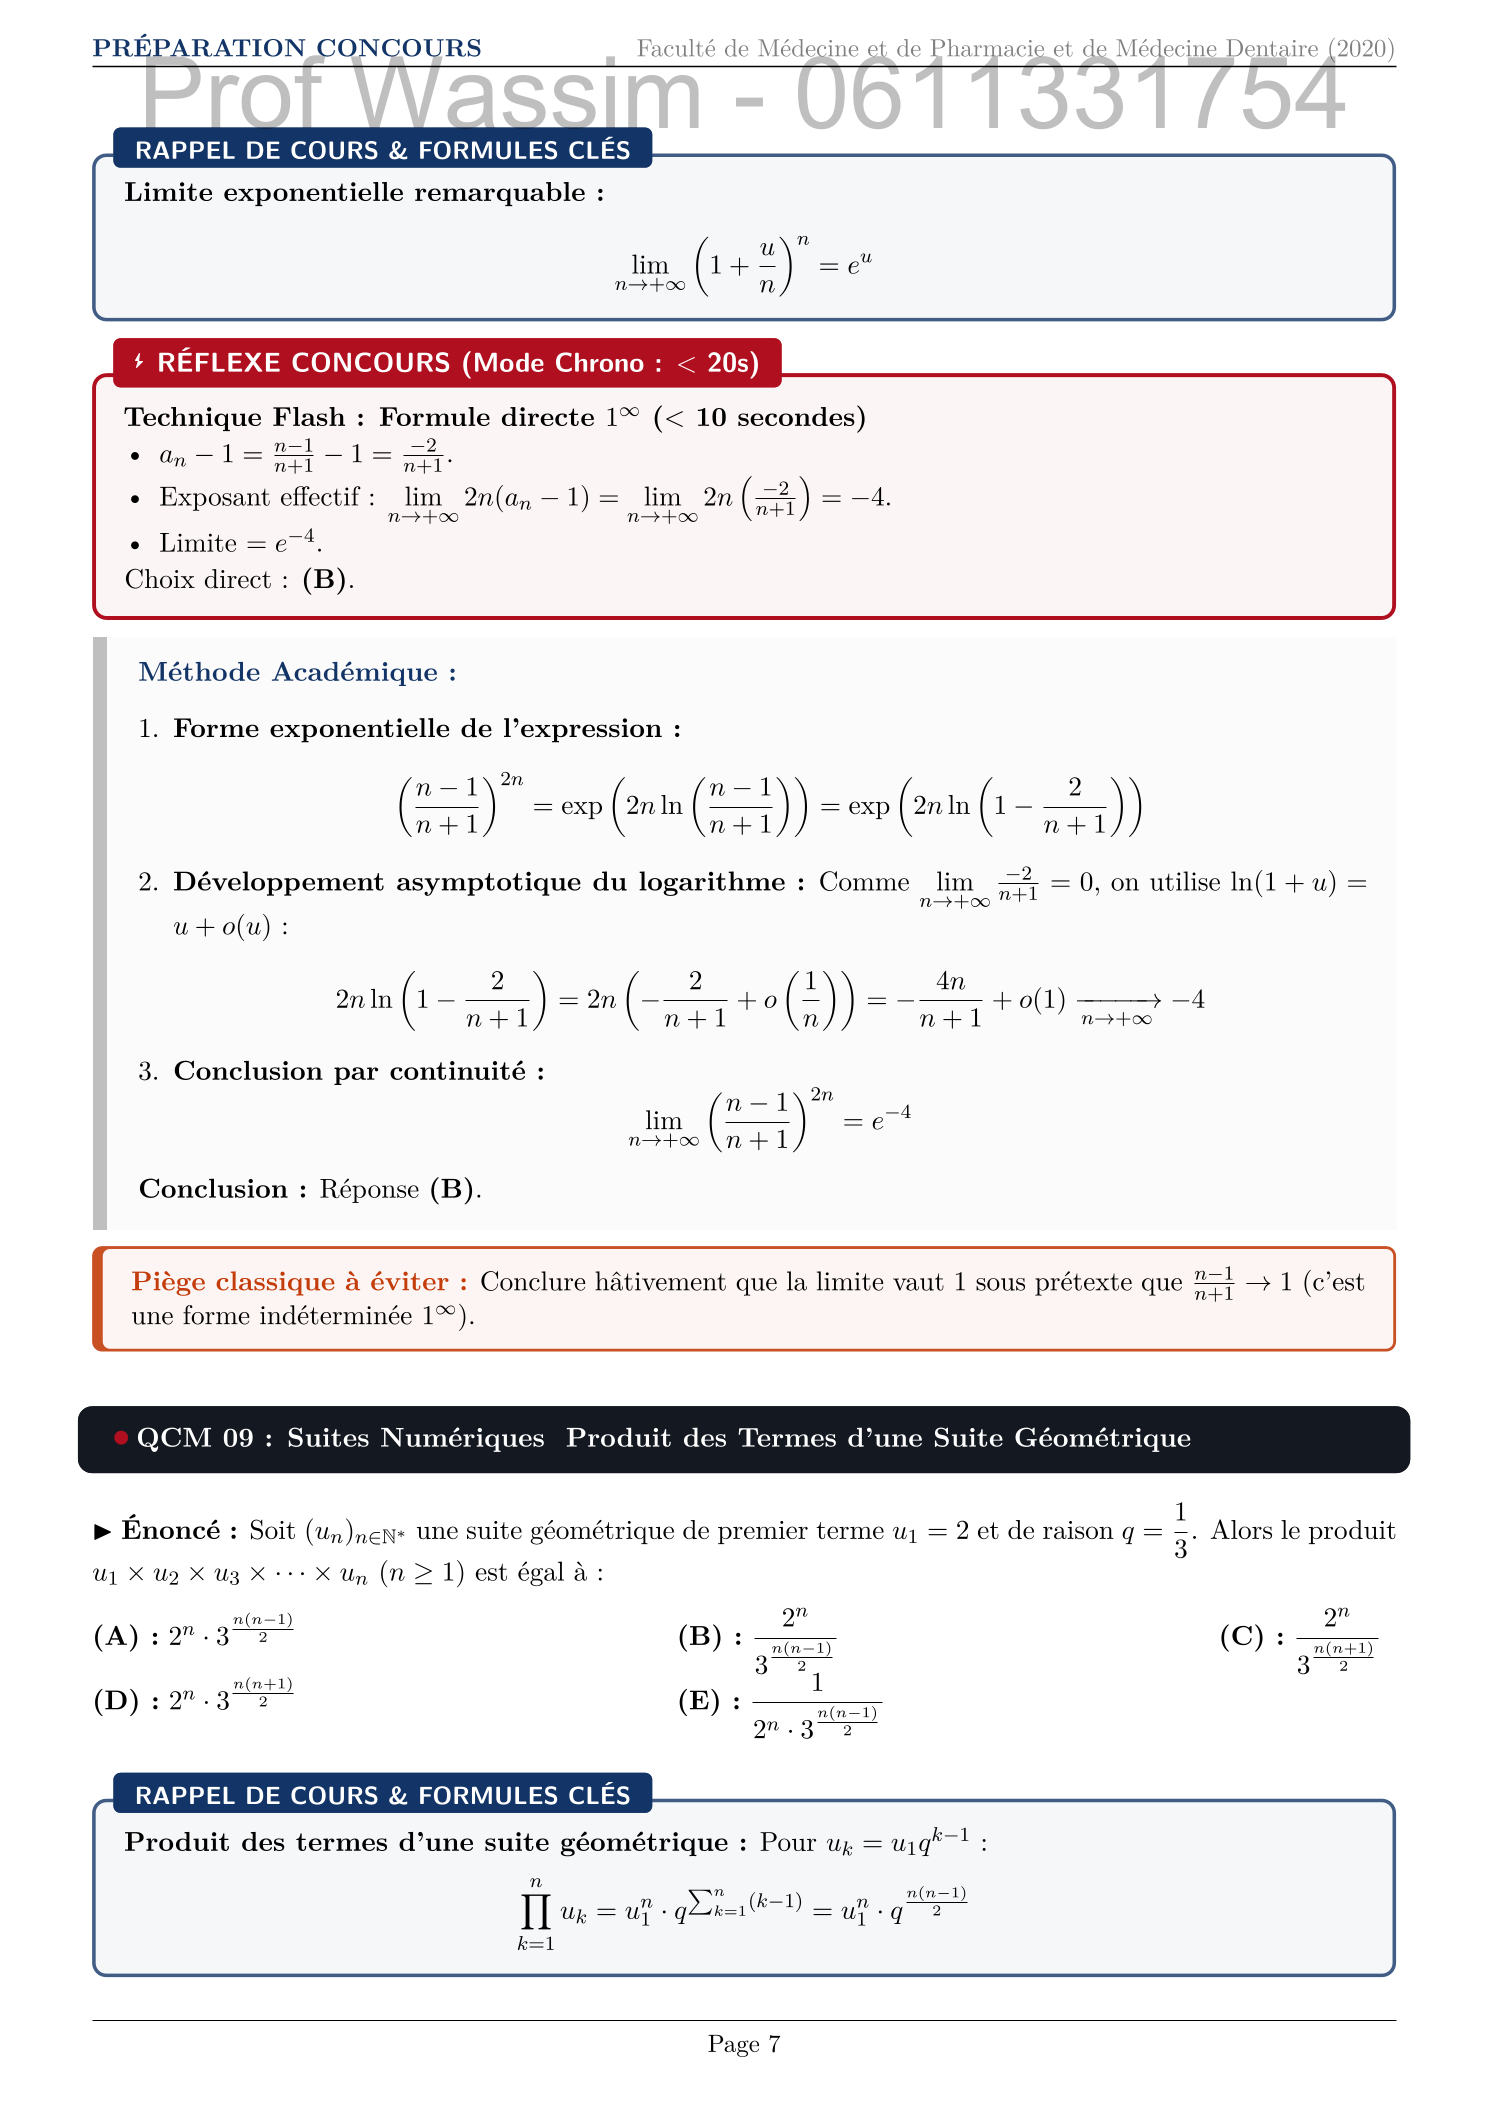 PRÉPARATION CONCOURS Faculté de Médecine et de Pharmacie et de Médecine Dentaire (2020)
Prof Wassim - 0611331754
RAPPEL DE COURS & FORMULES CLÉS
Limite exponentielle remarquable :
lim_{n→+∞} (1 + u/n)^n = e^u
RÉFLEXE CONCOURS (Mode Chrono : < 20s)
Technique Flash : Formule directe 1^∞ (< 10 secondes)
• a_n − 1 = (n−1)/(n+1) − 1 = −2/(n+1).
• Exposant effectif : lim_{n→+∞} 2n(a_n − 1) = lim_{n→+∞} 2n (−2/(n+1)) = −4.
• Limite = e^{−4}.
Choix direct : (B).
Méthode Académique :
1. Forme exponentielle de l'expression :
((n − 1)/(n + 1))^{2n} = exp (2n ln ((n − 1)/(n + 1))) = exp (2n ln (1 − 2/(n + 1)))
2. Développement asymptotique du logarithme : Comme lim_{n→+∞} −2/(n+1) = 0, on utilise ln(1 + u) =
u + o(u) :
2n ln (1 − 2/(n + 1)) = 2n (−2/(n + 1) + o (1/n)) = −4n/(n + 1) + o(1) →_{n→+∞} −4
3. Conclusion par continuité :
lim_{n→+∞} ((n − 1)/(n + 1))^{2n} = e^{−4}
Conclusion : Réponse (B).
Piège classique à éviter : Conclure hâtivement que la limite vaut 1 sous prétexte que (n−1)/(n+1) → 1 (c'est
une forme indéterminée 1^∞).
● QCM 09 : Suites Numériques Produit des Termes d'une Suite Géométrique
▶ Énoncé : Soit (u_n)_{n∈ℕ*} une suite géométrique de premier terme u_1 = 2 et de raison q = 1/3. Alors le produit
u_1 × u_2 × u_3 × ⋯ × u_n (n ≥ 1) est égal à :
(A) : 2^n · 3^{n(n−1)/2} (B) : 2^n / 3^{n(n−1)/2} (C) : 2^n / 3^{n(n+1)/2}
(D) : 2^n · 3^{n(n+1)/2} (E) : 1 / (2^n · 3^{n(n−1)/2})
RAPPEL DE COURS & FORMULES CLÉS
Produit des termes d'une suite géométrique : Pour u_k = u_1 q^{k−1} :
∏_{k=1}^{n} u_k = u_1^n · q^{∑_{k=1}^{n}(k−1)} = u_1^n · q^{n(n−1)/2}
Page 7